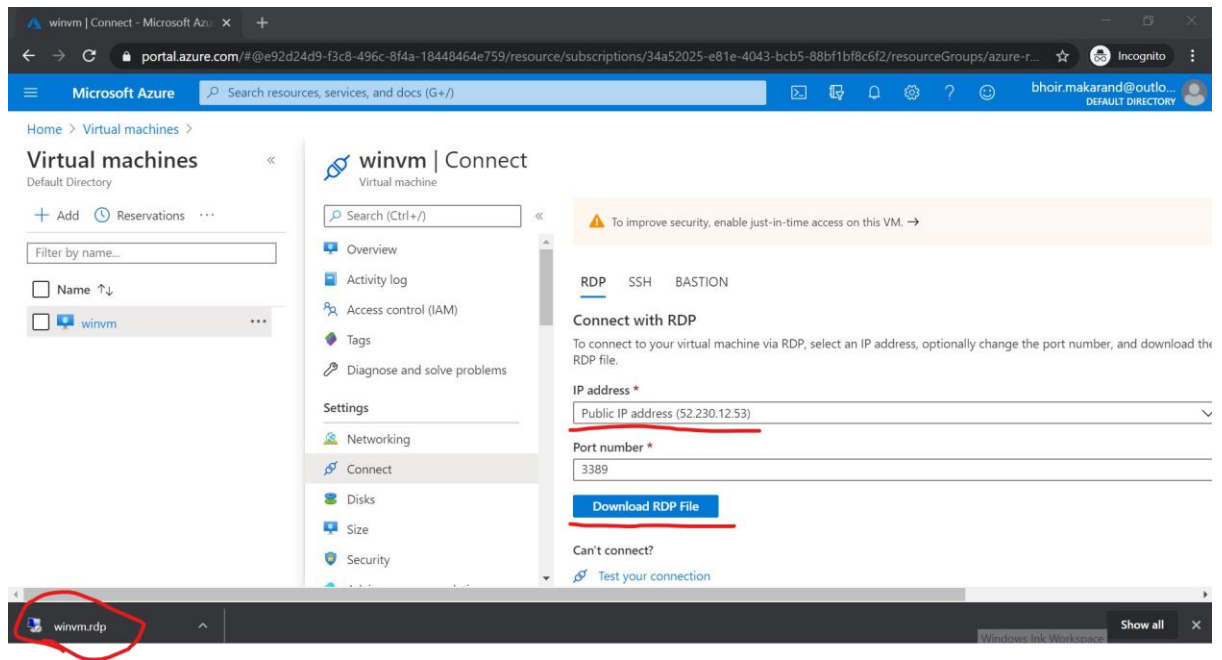 winvm | Connect - Microsoft Azu
portal.azure.com/#@e92d24d9-f3c8-496c-8f4a-18448464e759/resource/subscriptions/34a52025-e81e-4043-bcb5-88bf1bf8c6f2/resourceGroups/azure-r...
Incognito
Microsoft Azure
Search resources, services, and docs (G+/)
bhoir.makarand@outlo...
DEFAULT DIRECTORY
Home > Virtual machines >
Virtual machines
Default Directory
+ Add Reservations ...
Filter by name...
Name ↑↓
winvm ...
winvm | Connect
Virtual machine
Search (Ctrl+/)
Overview
Activity log
Access control (IAM)
Tags
Diagnose and solve problems
Settings
Networking
Connect
Disks
Size
Security
To improve security, enable just-in-time access on this VM. →
RDP SSH BASTION
Connect with RDP
To connect to your virtual machine via RDP, select an IP address, optionally change the port number, and download the
RDP file.
IP address *
Public IP address (52.230.12.53)
Port number *
3389
Download RDP File
Can't connect?
Test your connection
winvm.rdp
Windows Ink Workspace
Show all